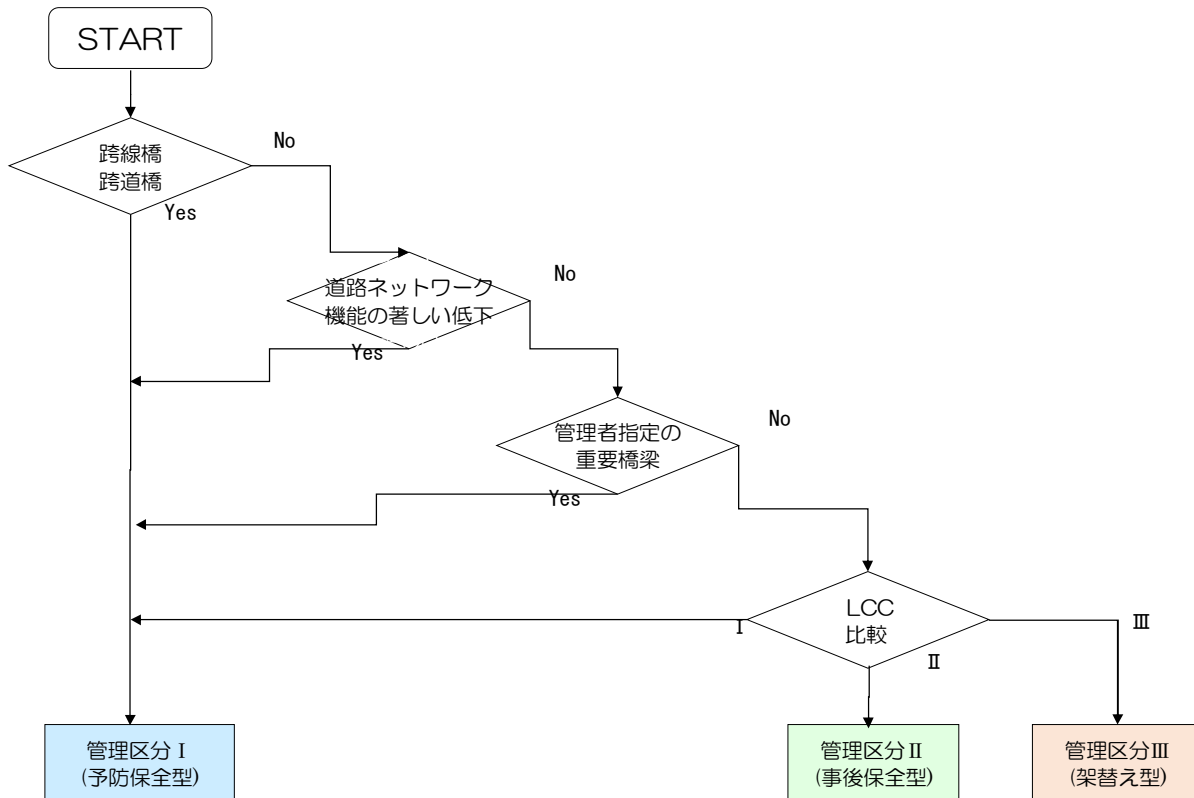 START
跨線橋
跨道橋
No
Yes
道路ネットワーク
機能の著しい低下
No
Yes
管理者指定の
重要橋梁
No
Yes
LCC
比較
Ⅰ
Ⅱ
Ⅲ
管理区分Ⅰ
(予防保全型)
管理区分Ⅱ
(事後保全型)
管理区分Ⅲ
(架替え型)